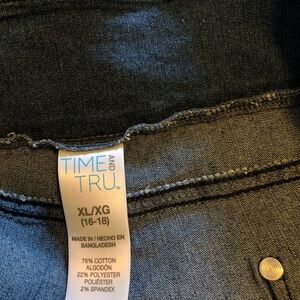 TIME AND
TRU™
XL/XG
(16-18)
MADE IN / HECHO EN
BANGLADESH
76% COTTON
ALGODÓN
22% POLYESTER
POLIÉSTER
2% SPANDEX